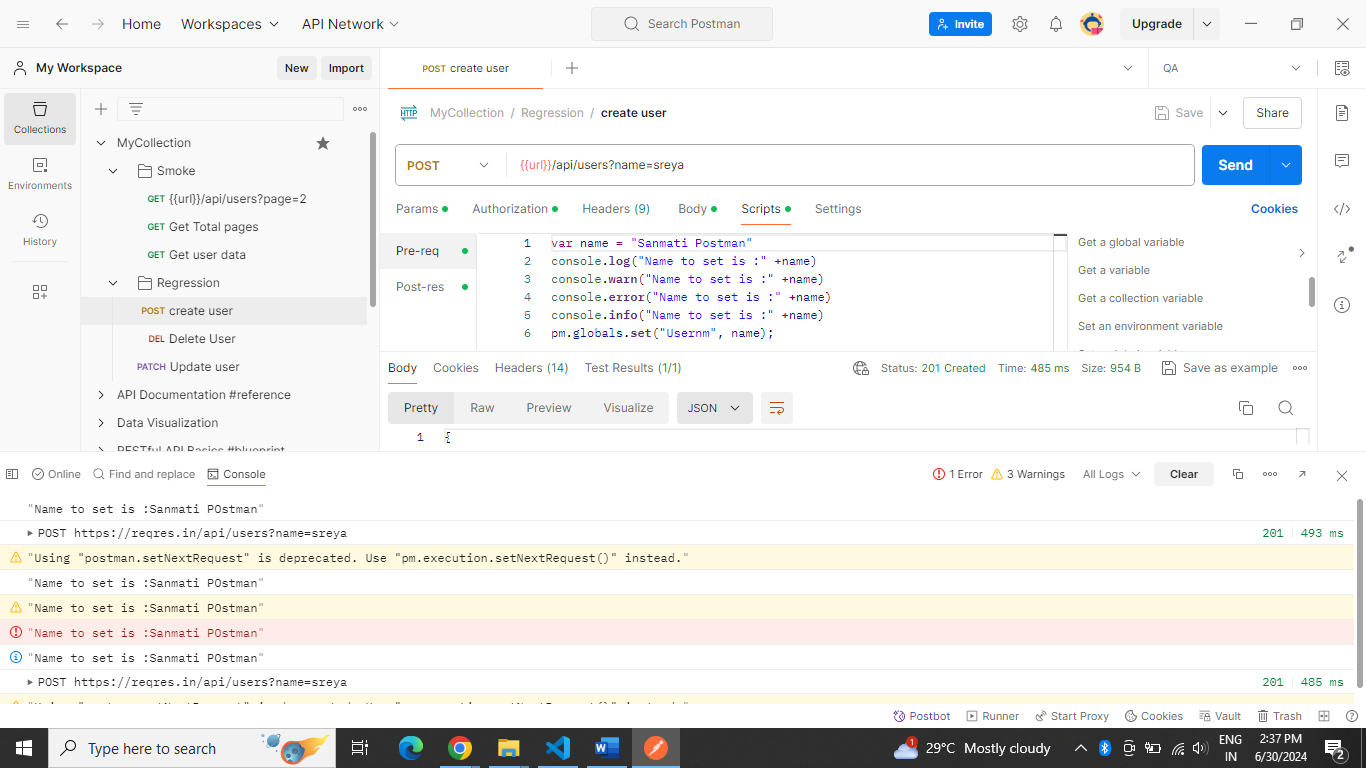 Home Workspaces API Network Search Postman Invite Upgrade
My Workspace New Import POST create user QA
Collections
Environments
History
MyCollection
Smoke
GET {{url}}/api/users?page=2
GET Get Total pages
GET Get user data
Regression
POST create user
DEL Delete User
PATCH Update user
API Documentation #reference
Data Visualization
RESTful API Basics #blueprint
HTTP MyCollection / Regression / create user Save Share
POST {{url}}/api/users?name=sreya Send
Params Authorization Headers (9) Body Scripts Settings Cookies
Pre-req
Post-res
1 var name = "Sanmati Postman"
2 console.log("Name to set is :" +name)
3 console.warn("Name to set is :" +name)
4 console.error("Name to set is :" +name)
5 console.info("Name to set is :" +name)
6 pm.globals.set("Usernm", name);
Get a global variable
Get a variable
Get a collection variable
Set an environment variable
Body Cookies Headers (14) Test Results (1/1) Status: 201 Created Time: 485 ms Size: 954 B Save as example
Pretty Raw Preview Visualize JSON
1 {
Online Find and replace Console 1 Error 3 Warnings All Logs Clear
"Name to set is :Sanmati POstman"
POST https://reqres.in/api/users?name=sreya 201 493 ms
"Using "postman.setNextRequest" is deprecated. Use "pm.execution.setNextRequest()" instead."
"Name to set is :Sanmati POstman"
"Name to set is :Sanmati POstman"
"Name to set is :Sanmati POstman"
"Name to set is :Sanmati POstman"
POST https://reqres.in/api/users?name=sreya 201 485 ms
Postbot Runner Start Proxy Cookies Vault Trash
Type here to search 1 29°C Mostly cloudy ENG IN 2:37 PM 6/30/2024 2